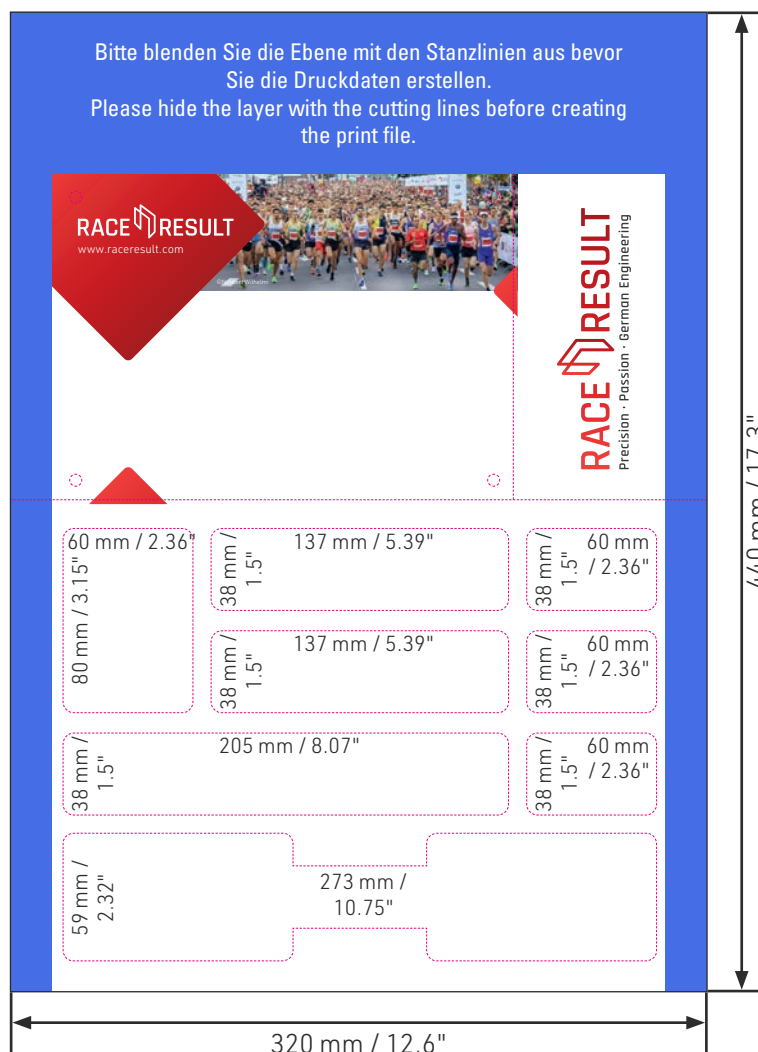 Bitte blenden Sie die Ebene mit den Stanzlinien aus bevor
Sie die Druckdaten erstellen.
Please hide the layer with the cutting lines before creating
the print file.
RACE RESULT
www.raceresult.com
RACE RESULT
Precision · Passion · German Engineering
60 mm / 2.36"
80 mm / 3.15"
137 mm / 5.39"
38 mm /
1.5"
60 mm
/ 2.36"
38 mm /
1.5"
137 mm / 5.39"
38 mm /
1.5"
60 mm
/ 2.36"
38 mm /
1.5"
205 mm / 8.07"
38 mm /
1.5"
60 mm
/ 2.36"
38 mm /
1.5"
59 mm /
2.32"
273 mm /
10.75"
440 mm / 17.3"
320 mm / 12.6"